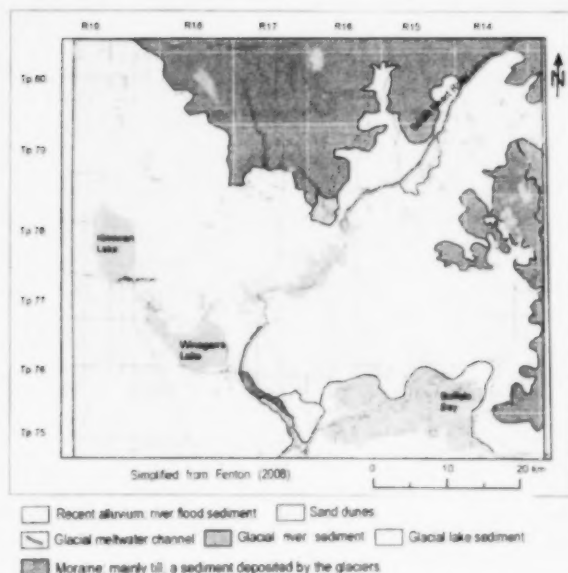 R19 R18 R17 R16 R15 R14
Tp 80
N
Tp 79
Tp 78
Kimiwan
Lake
Tp 77
Winagami
Lake
Tp 76
Buffalo
Bay
Tp 75
Simplified from Fenton (2008)
0 10 20 km
Recent alluvium: river flood sediment Sand dunes
Glacial meltwater channel Glacial river sediment Glacial lake sediment
Moraine: mainly till; a sediment deposited by the glaciers